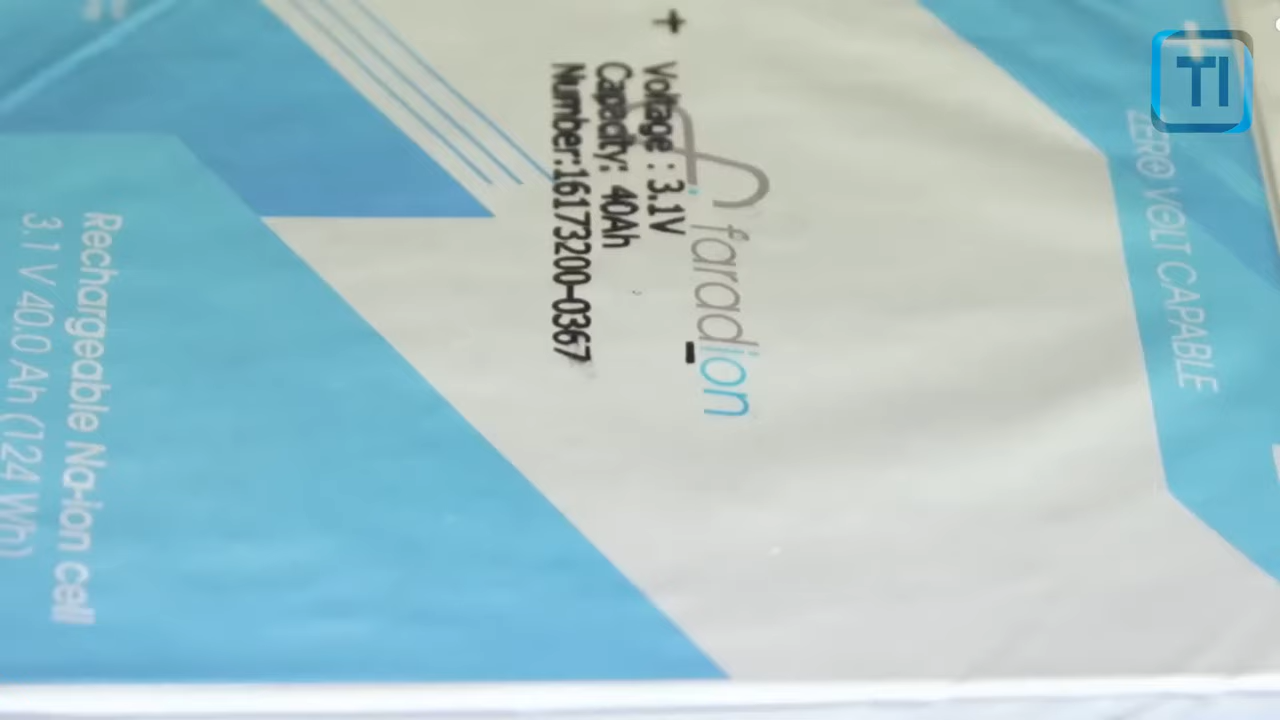 TI
+
Voltage : 3.1V
Capacity: 40Ah
Number:16173200-0367
faradion
-
ZERO VOLT CAPABLE
Rechargeable Na-ion cell
3.1 V 40.0 Ah (124 Wh)